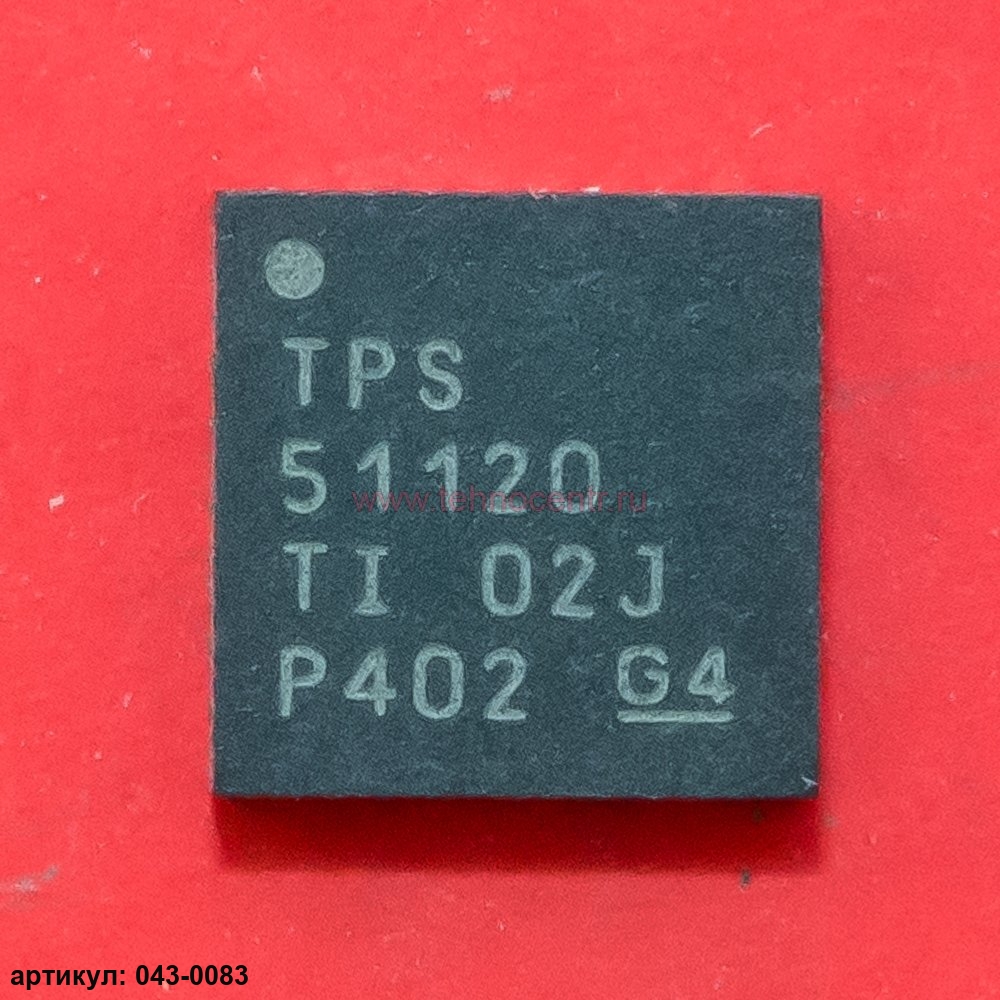 TPS
51120
www.tehnocentr.ru
TI 02J
P402 G4
артикул: 043-0083